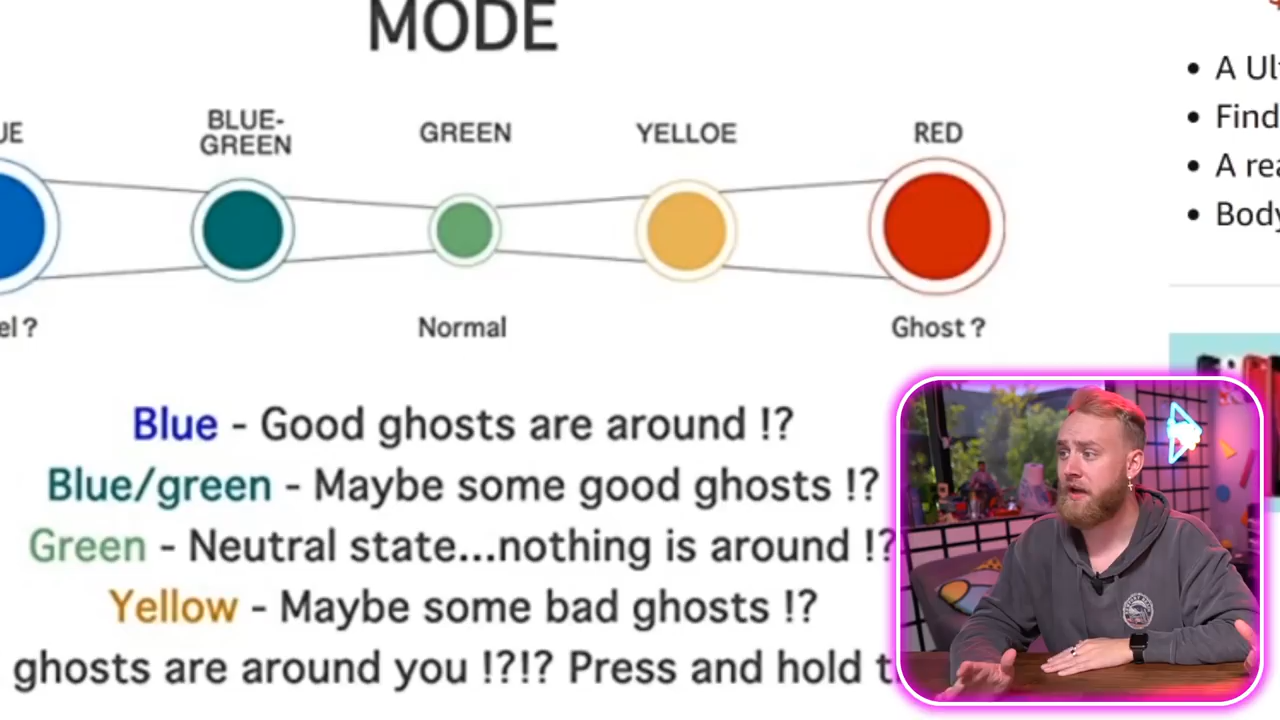 MODE
BLUE-
GREEN
GREEN
YELLOE
RED
Normal
Ghost ?
Blue - Good ghosts are around !?
Blue/green - Maybe some good ghosts !?
Green - Neutral state...nothing is around !?
Yellow - Maybe some bad ghosts !?
ghosts are around you !?!? Press and hold
A
Find
A
Body